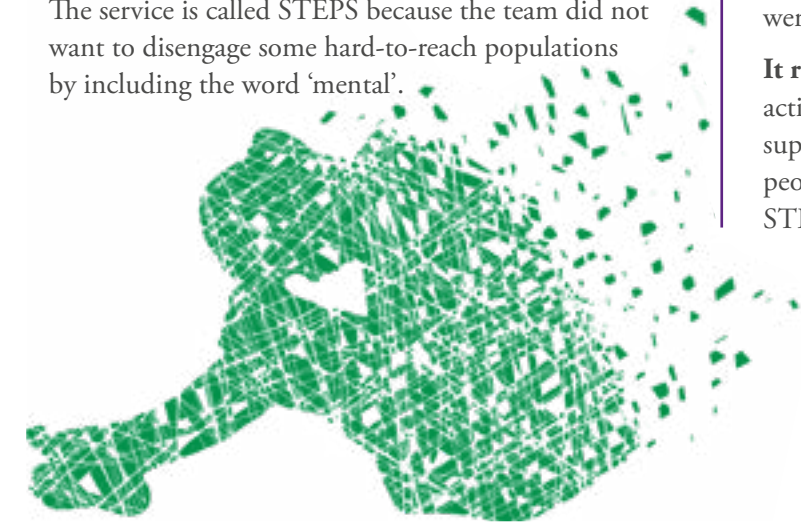 The service is called STEPS because the team did not
want to disengage some hard-to-reach populations
by including the word ‘mental’.
It